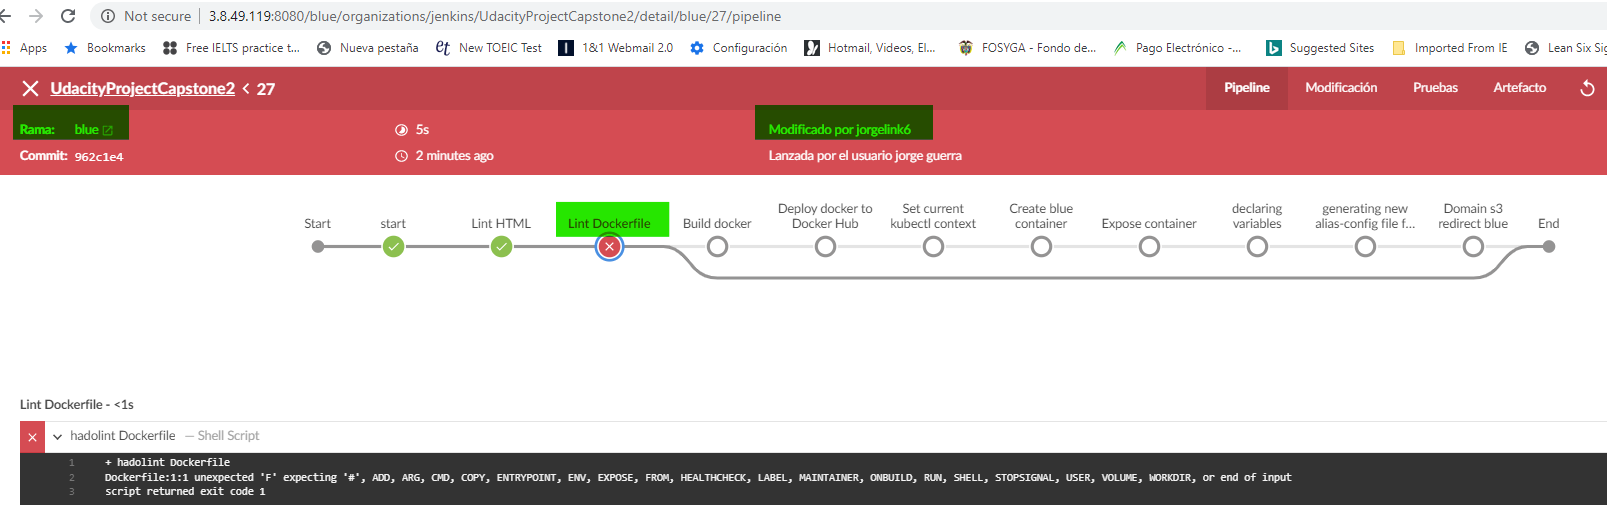 Not secure | 3.8.49.119:8080/blue/organizations/jenkins/UdacityProjectCapstone2/detail/blue/27/pipeline
Apps Bookmarks Free IELTS practice t... Nueva pestaña et New TOEIC Test 1&1 Webmail 2.0 Configuración Hotmail, Videos, El... FOSYGA - Fondo de... Pago Electrónico -... Suggested Sites Imported From IE Lean Six Sig
UdacityProjectCapstone2 < 27 Pipeline Modificación Pruebas Artefacto
Rama: blue 5s Modificado por jorgelink6
Commit: 962c1e4 2 minutes ago Lanzada por el usuario jorge guerra
Start start Lint HTML Lint Dockerfile Build docker Deploy docker to Docker Hub Set current kubectl context Create blue container Expose container declaring variables generating new alias-config file f... Domain s3 redirect blue End
Lint Dockerfile - <1s
hadolint Dockerfile — Shell Script
1 + hadolint Dockerfile
2 Dockerfile:1:1 unexpected 'F' expecting '#', ADD, ARG, CMD, COPY, ENTRYPOINT, ENV, EXPOSE, FROM, HEALTHCHECK, LABEL, MAINTAINER, ONBUILD, RUN, SHELL, STOPSIGNAL, USER, VOLUME, WORKDIR, or end of input
3 script returned exit code 1